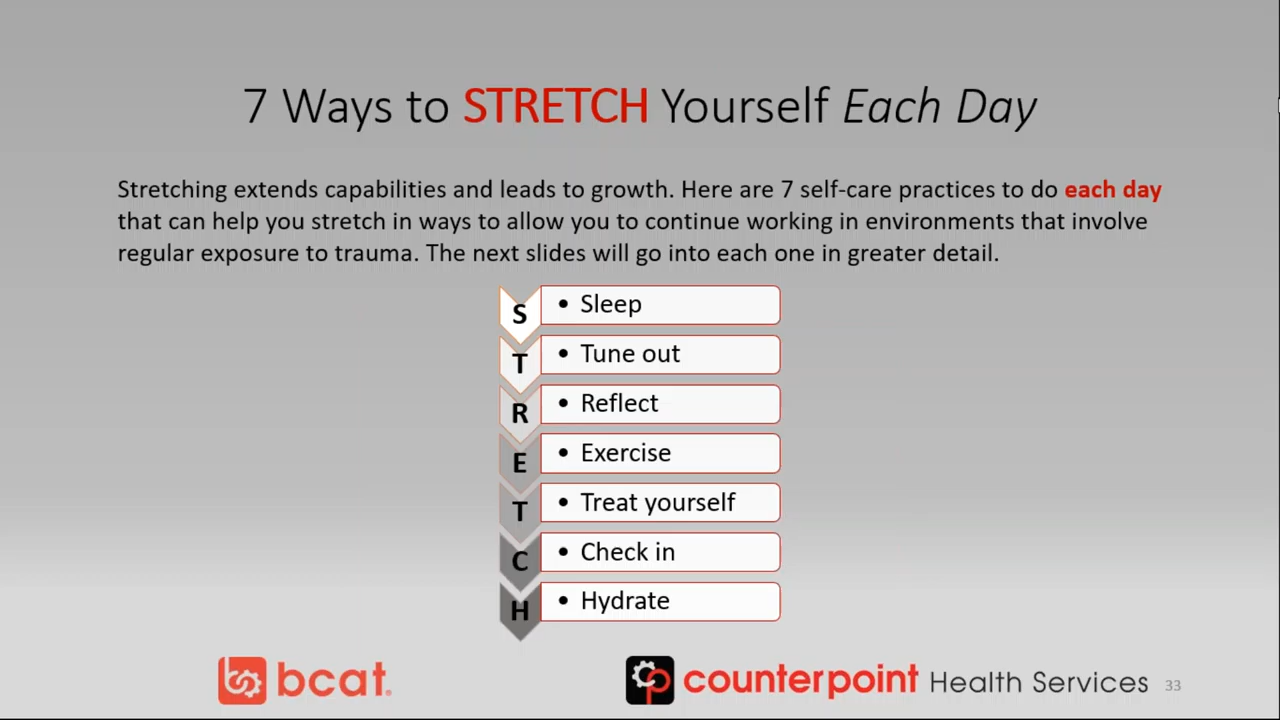 7 Ways to STRETCH Yourself Each Day
Stretching extends capabilities and leads to growth. Here are 7 self-care practices to do each day
that can help you stretch in ways to allow you to continue working in environments that involve
regular exposure to trauma. The next slides will go into each one in greater detail.
S • Sleep
T • Tune out
R • Reflect
E • Exercise
T • Treat yourself
C • Check in
H • Hydrate
bcat.
counterpoint Health Services 33